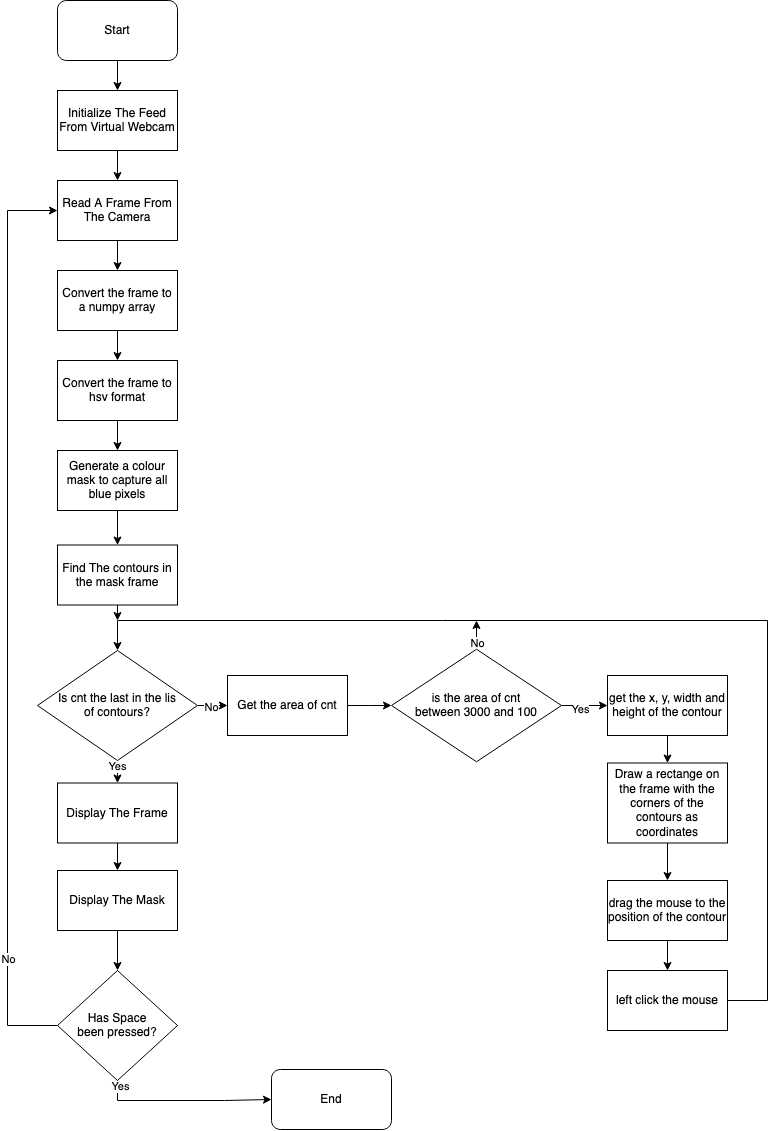 Start
Initialize The Feed
From Virtual Webcam
Read A Frame From
The Camera
Convert the frame to
a numpy array
Convert the frame to
hsv format
Generate a colour
mask to capture all
blue pixels
Find The contours in
the mask frame
Is cnt the last in the lis
of contours?
No
Get the area of cnt
No
is the area of cnt
between 3000 and 100
Yes
get the x, y, width and
height of the contour
Draw a rectange on
the frame with the
corners of the
contours as
coordinates
drag the mouse to the
position of the contour
left click the mouse
Yes
Display The Frame
Display The Mask
No
Has Space
been pressed?
Yes
End